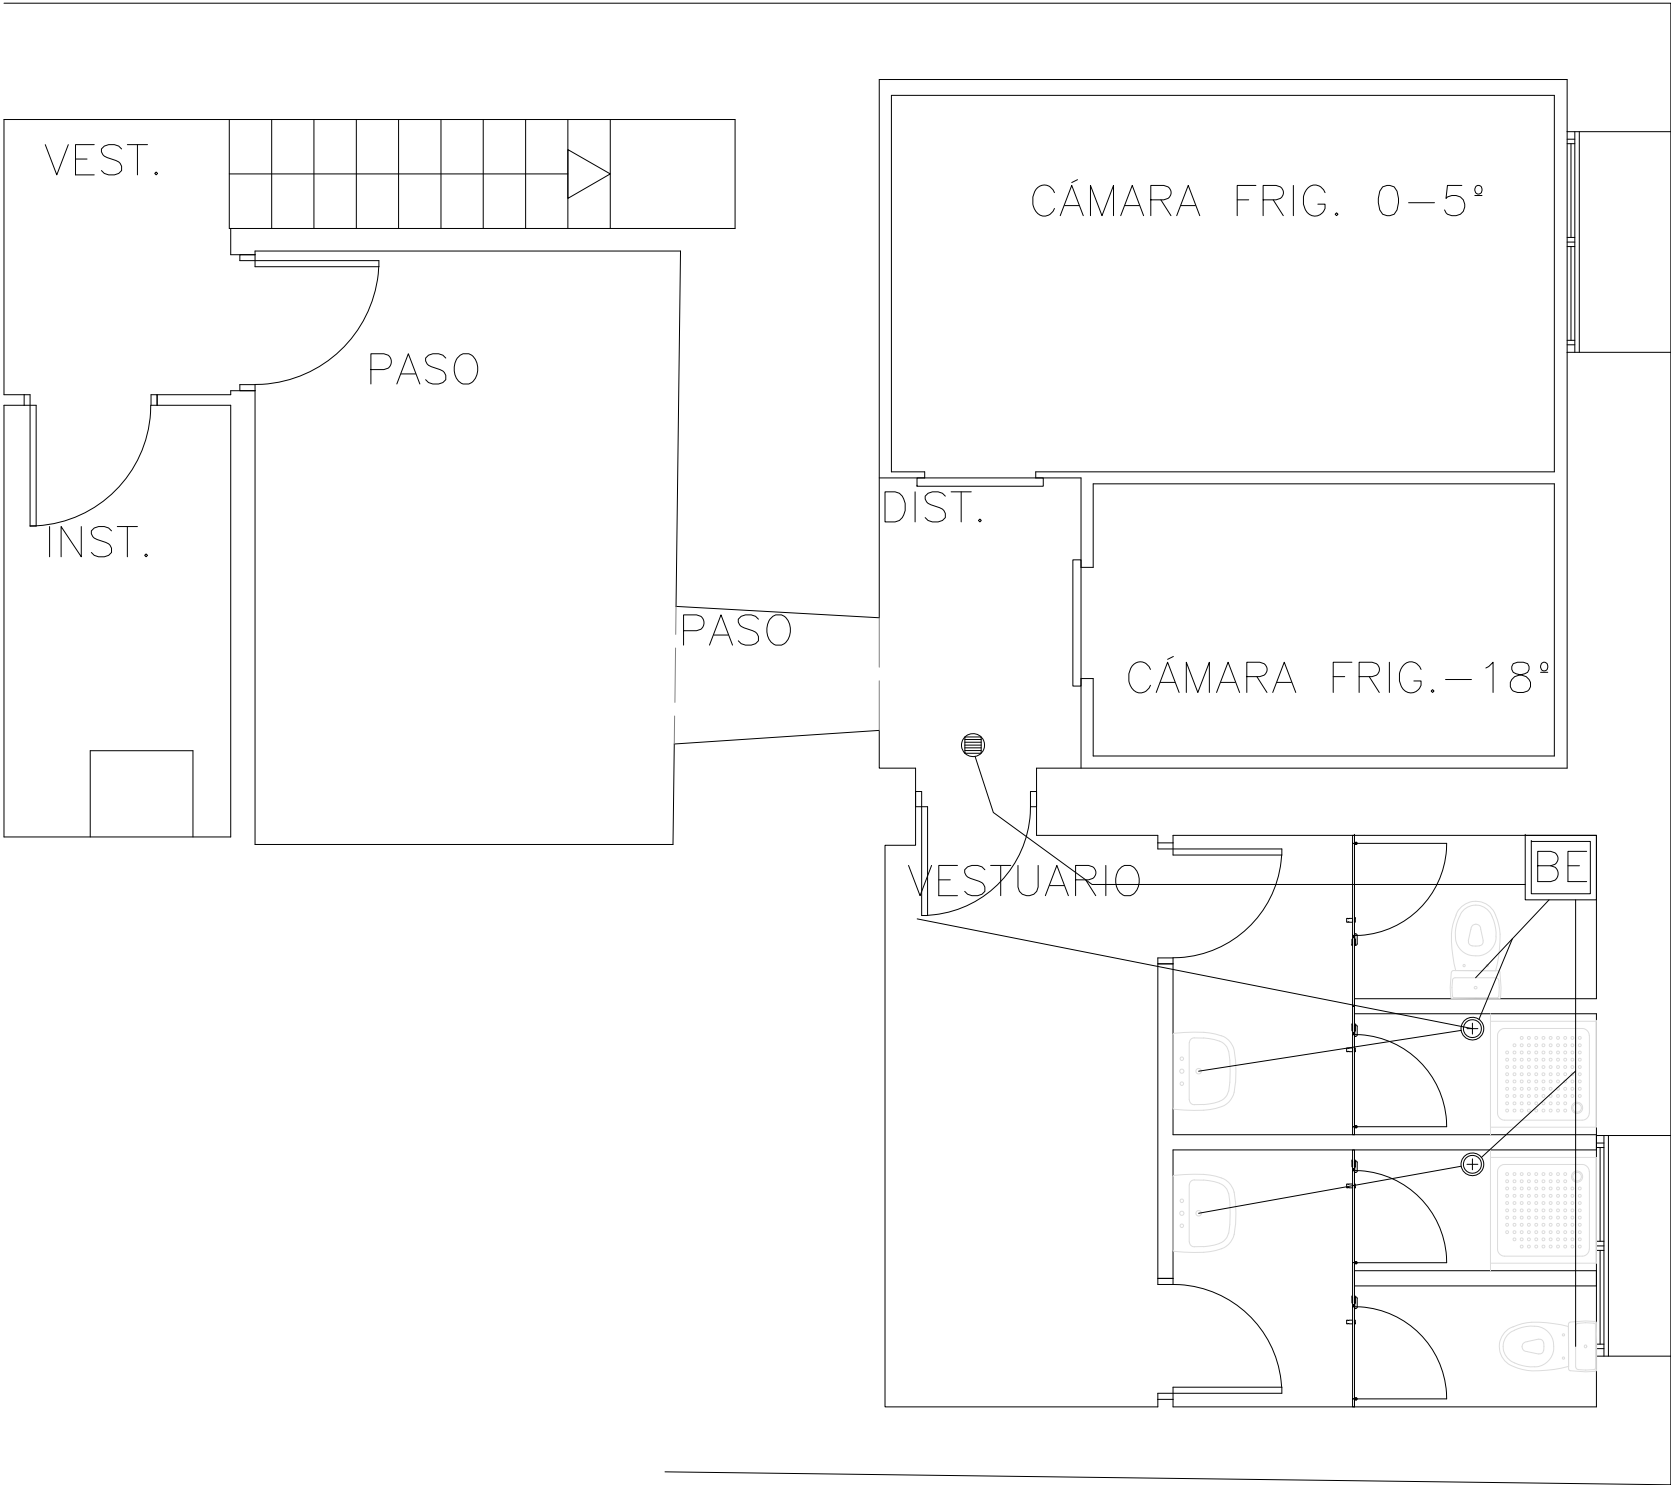 VEST.
CÁMARA FRIG. 0-5º
PASO
DIST.
INST.
PASO
CÁMARA FRIG.-18º
VESTUARIO
BE